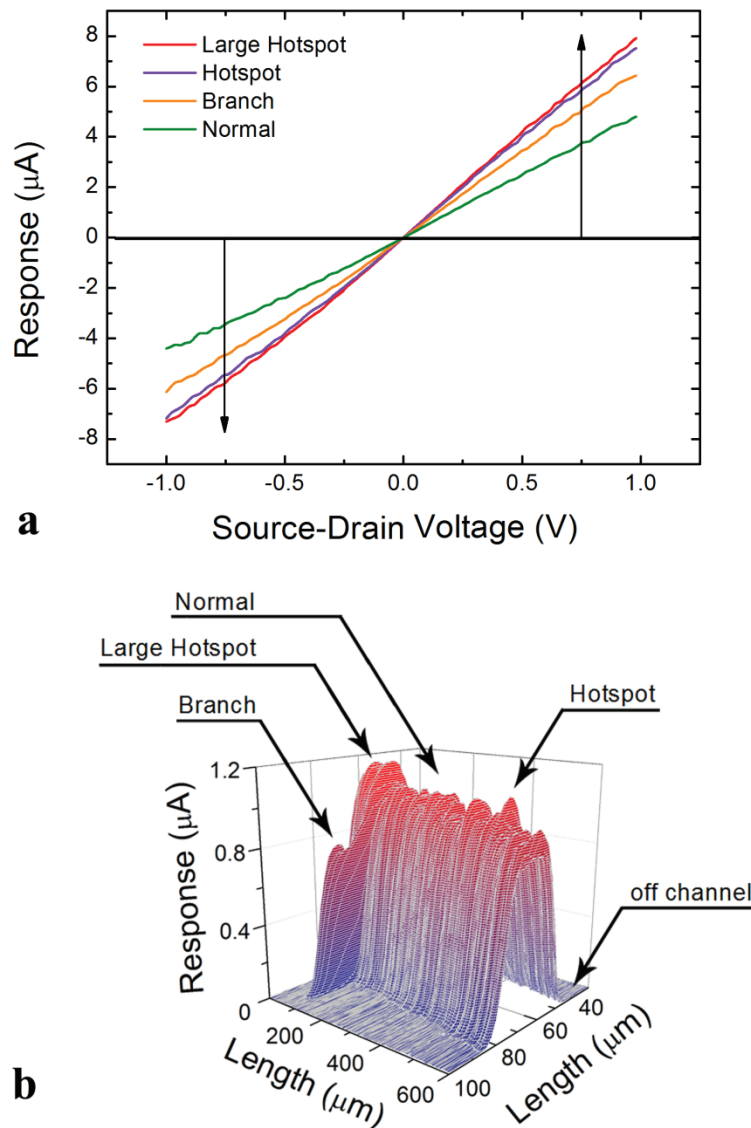 8
6
4
2
0
-2
-4
-6
-8
Response (μA)
Large Hotspot
Hotspot
Branch
Normal
-1.0 -0.5 0.0 0.5 1.0
Source-Drain Voltage (V)
a
Normal
Large Hotspot
Branch
Hotspot
off channel
1.2
0.8
0.4
0
Response (μA)
200
400
600
Length (μm)
100
80
60
40
Length (μm)
b